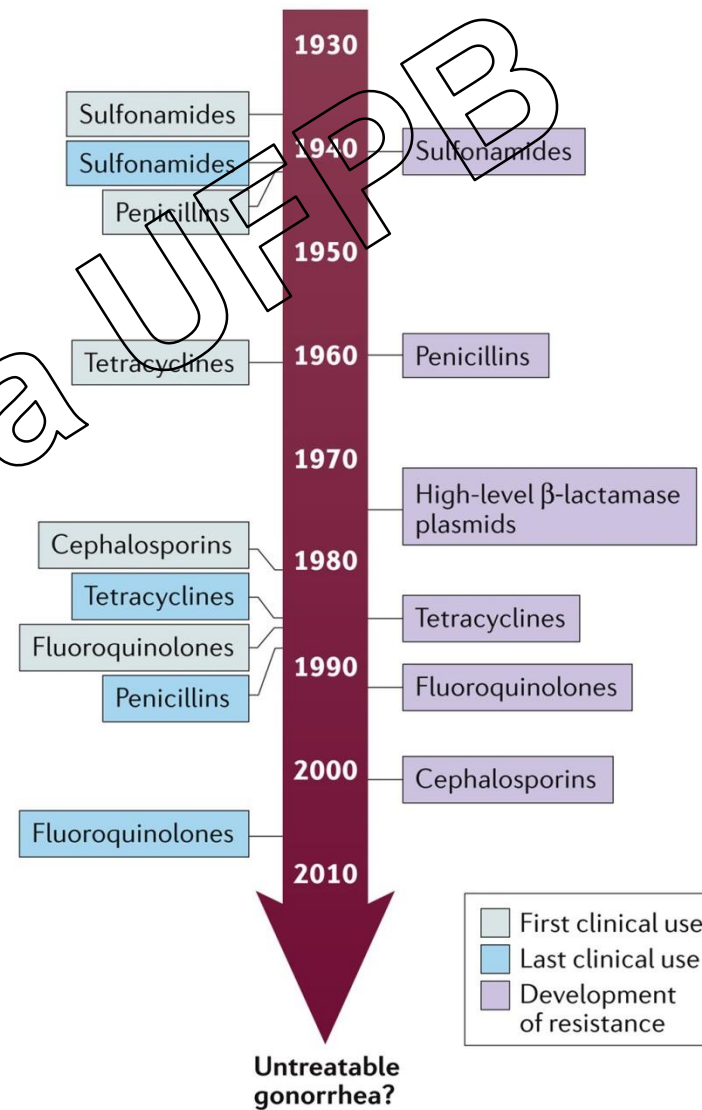 1930
Sulfonamides
1940
Sulfonamides
Sulfonamides
Penicillins
1950
Tetracyclines
1960
Penicillins
1970
High-level β-lactamase
plasmids
Cephalosporins
1980
Tetracyclines
Tetracyclines
Fluoroquinolones
1990
Fluoroquinolones
Penicillins
2000
Cephalosporins
Fluoroquinolones
2010
First clinical use
Last clinical use
Development
of resistance
Untreatable
gonorrhea?
a UFPB